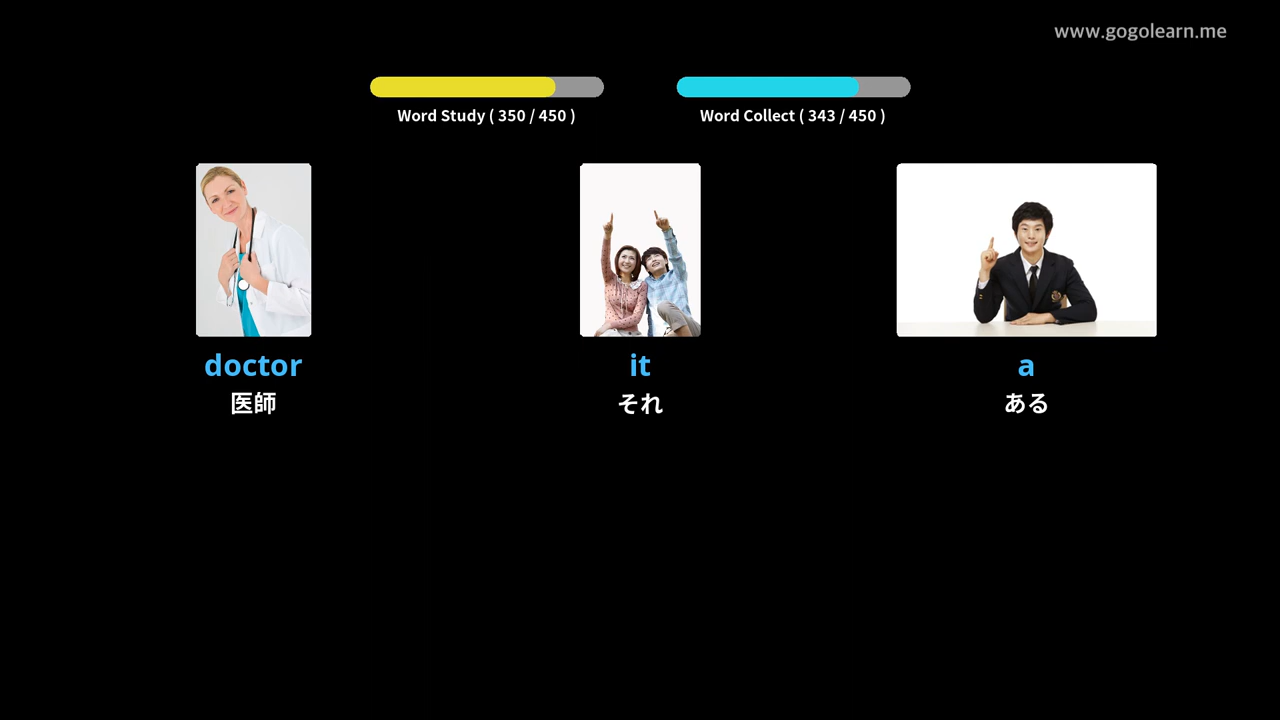 www.gogolearn.me
Word Study ( 350 / 450 )
Word Collect ( 343 / 450 )
doctor
医師
it
それ
a
ある